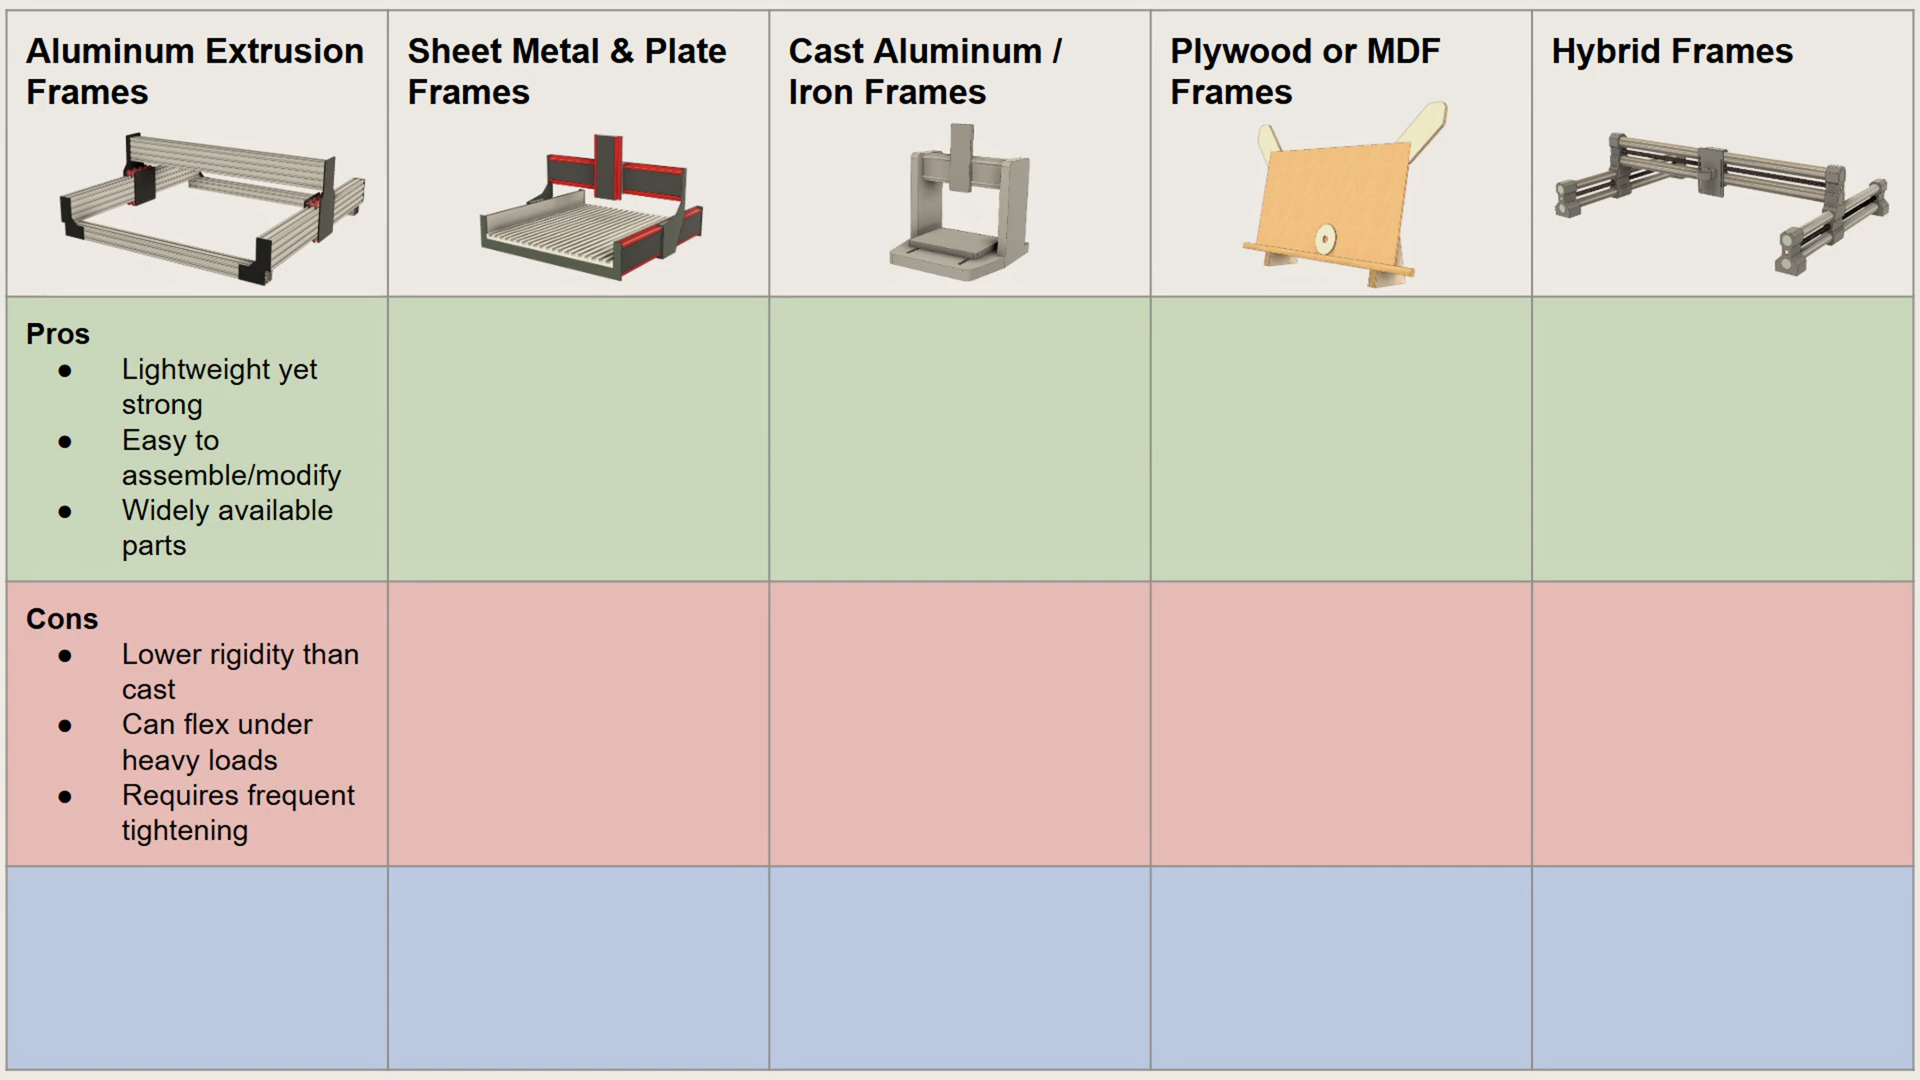 Aluminum Extrusion
Frames
Sheet Metal & Plate
Frames
Cast Aluminum /
Iron Frames
Plywood or MDF
Frames
Hybrid Frames
Pros
● Lightweight yet
strong
● Easy to
assemble/modify
● Widely available
parts
Cons
● Lower rigidity than
cast
● Can flex under
heavy loads
● Requires frequent
tightening